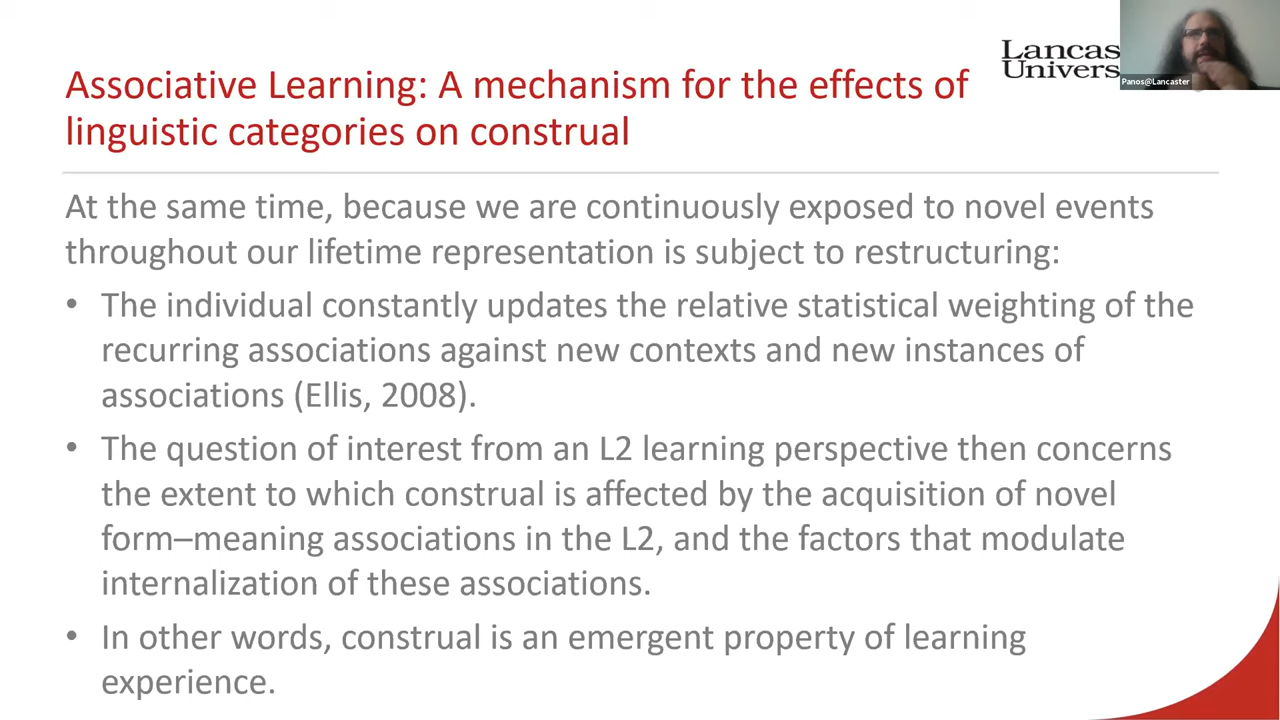 Lancas
Univers
Panos@Lancaster
Associative Learning: A mechanism for the effects of
linguistic categories on construal
At the same time, because we are continuously exposed to novel events
throughout our lifetime representation is subject to restructuring:
• The individual constantly updates the relative statistical weighting of the
recurring associations against new contexts and new instances of
associations (Ellis, 2008).
• The question of interest from an L2 learning perspective then concerns
the extent to which construal is affected by the acquisition of novel
form–meaning associations in the L2, and the factors that modulate
internalization of these associations.
• In other words, construal is an emergent property of learning
experience.